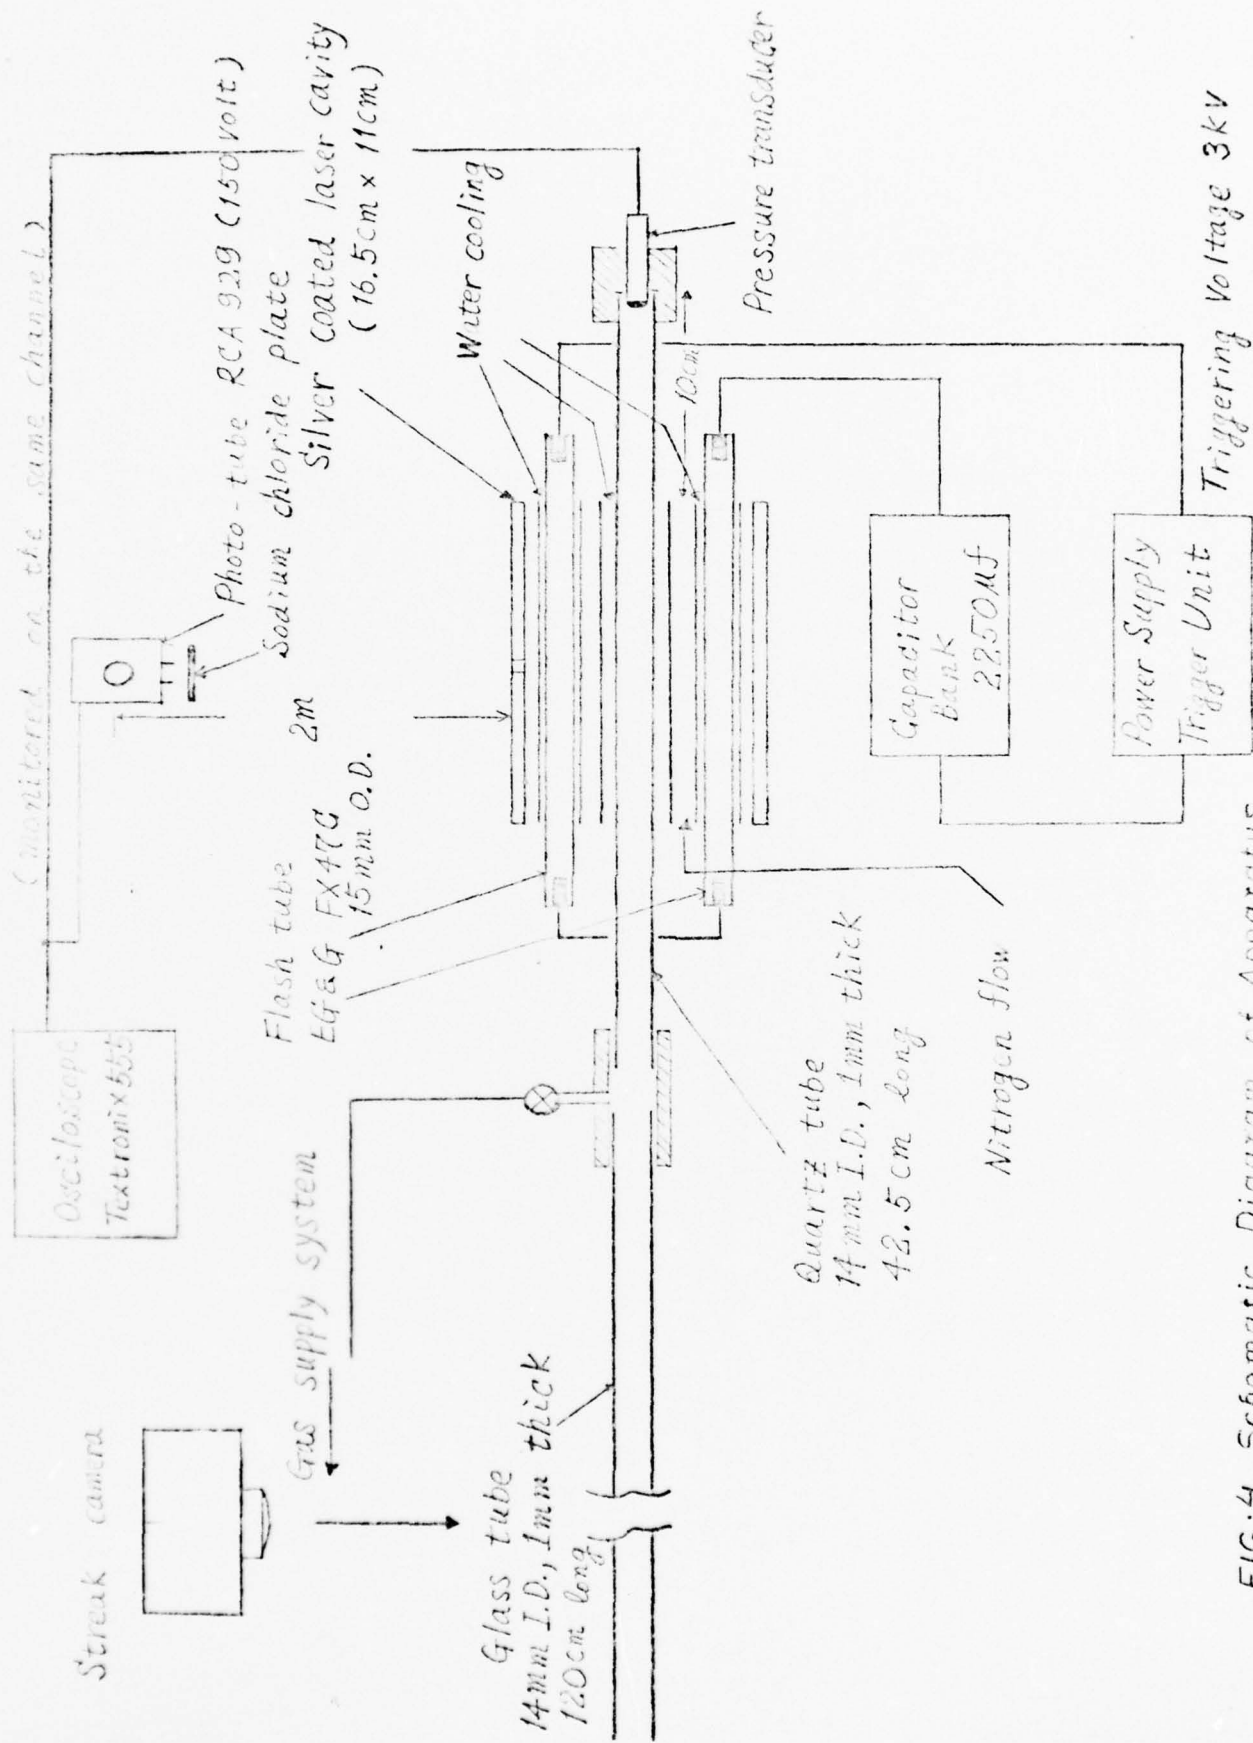 (monitored on the same channel)
Osciloscope
Textronix 555
Photo-tube RCA 929 (150 volt)
Sodium chloride plate
Silver coated laser cavity
(16.5cm x 11cm)
Water cooling
2m
Flash tube
EG&G FX47C
15mm O.D.
Streak camera
Gas supply system
Glass tube
14mm I.D., 1mm thick
120cm long
10cm
Pressure transducer
Quartz tube
14mm I.D., 1mm thick
42.5cm long
Nitrogen flow
Capacitor
Bank
2250μf
Power Supply
Trigger Unit
Triggering Voltage 3kV
FIG.4 Schematic Diagram of Apparatus